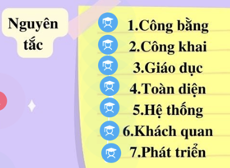 Nguyên
tắc
1.Công bằng
2.Công khai
3.Giáo dục
4.Toàn diện
5.Hệ thống
6.Khách quan
7.Phát triển